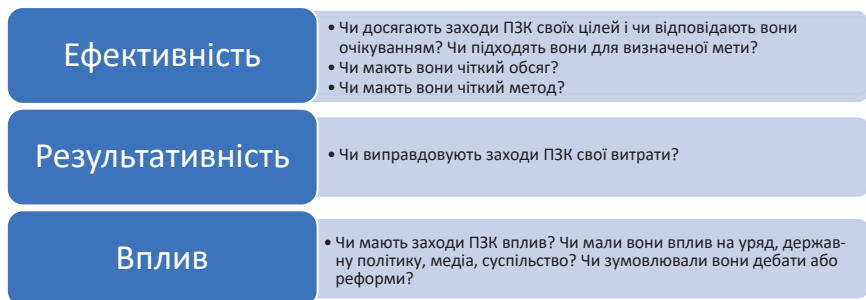 Ефективність
• Чи досягають заходи ПЗК своїх цілей і чи відповідають вони
очікуванням? Чи підходять вони для визначеної мети?
• Чи мають вони чіткий обсяг?
• Чи мають вони чіткий метод?
Результативність
• Чи виправдовують заходи ПЗК свої витрати?
Вплив
• Чи мають заходи ПЗК вплив? Чи мали вони вплив на уряд, держав-
ну політику, медіа, суспільство? Чи зумовлювали вони дебати або
реформи?